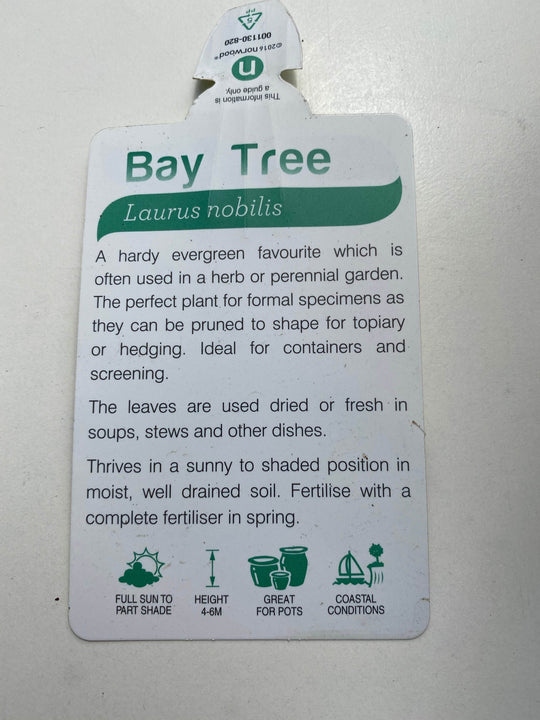 This information is
a guide only.
n
©2016 norwood®
001130-820
5
PP
Bay Tree
Laurus nobilis
A hardy evergreen favourite which is
often used in a herb or perennial garden.
The perfect plant for formal specimens as
they can be pruned to shape for topiary
or hedging. Ideal for containers and
screening.
The leaves are used dried or fresh in
soups, stews and other dishes.
Thrives in a sunny to shaded position in
moist, well drained soil. Fertilise with a
complete fertiliser in spring.
FULL SUN TO
PART SHADE
HEIGHT
4-6M
GREAT
FOR POTS
COASTAL
CONDITIONS